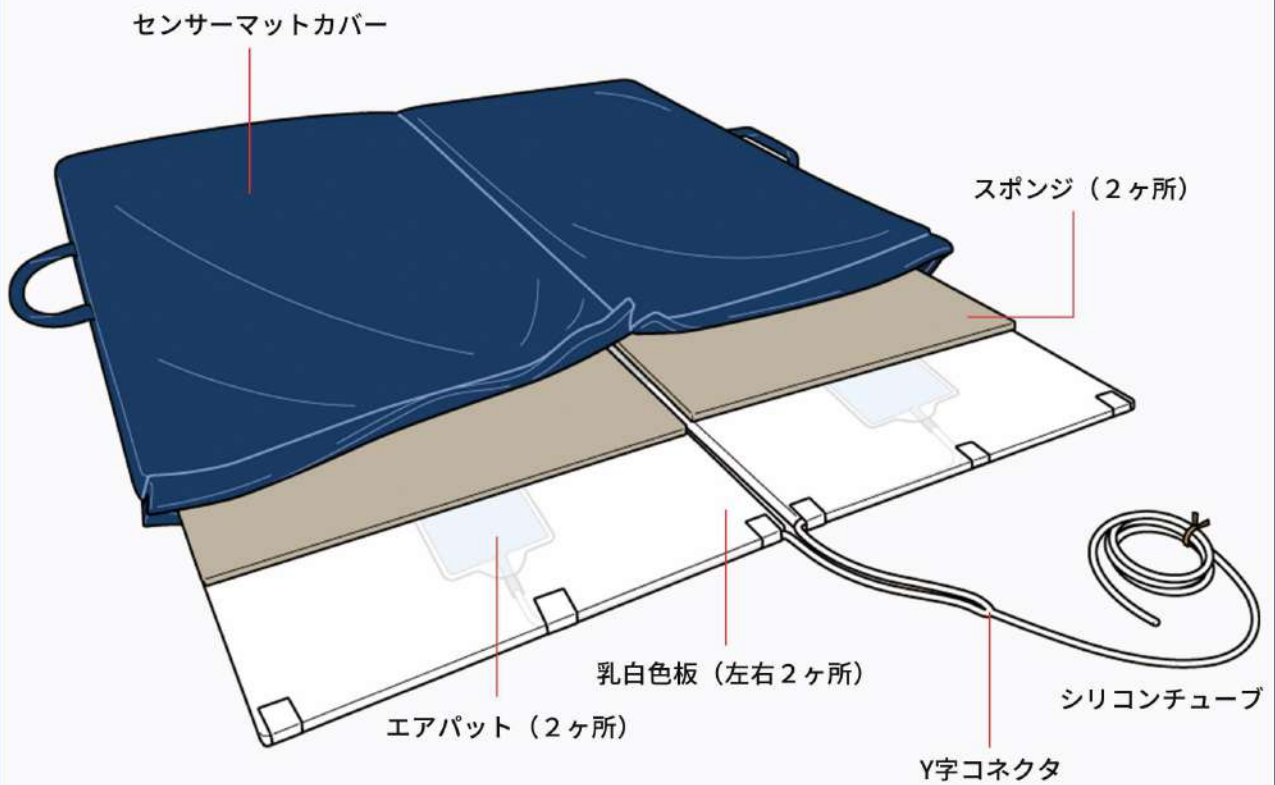 センサーマットカバー
スポンジ（２ヶ所）
乳白色板（左右２ヶ所）
シリコンチューブ
エアパット（２ヶ所）
Y字コネクタ